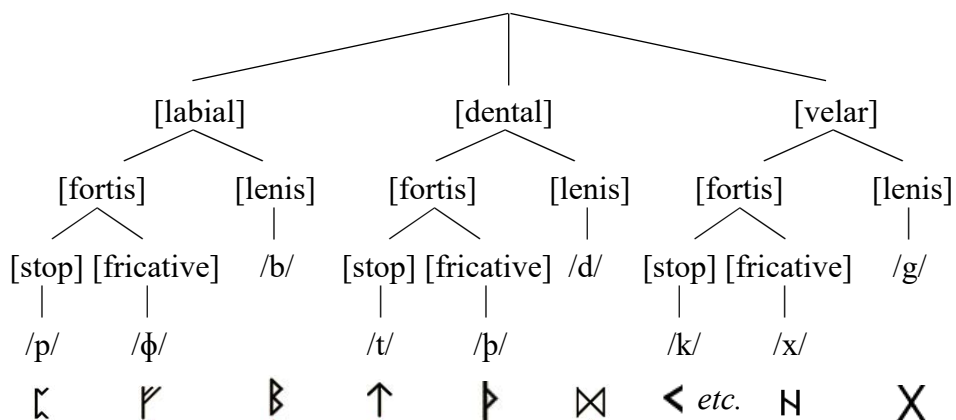 [labial] [dental] [velar]
[fortis] [lenis] [fortis] [lenis] [fortis] [lenis]
[stop] [fricative] /b/ [stop] [fricative] /d/ [stop] [fricative] /g/
/p/ /ɸ/ /t/ /þ/ /k/ /x/
ᛈ ᚠ ᛒ ᛏ ᚦ ᛞ ᚲ etc. ᚺ ᚷ